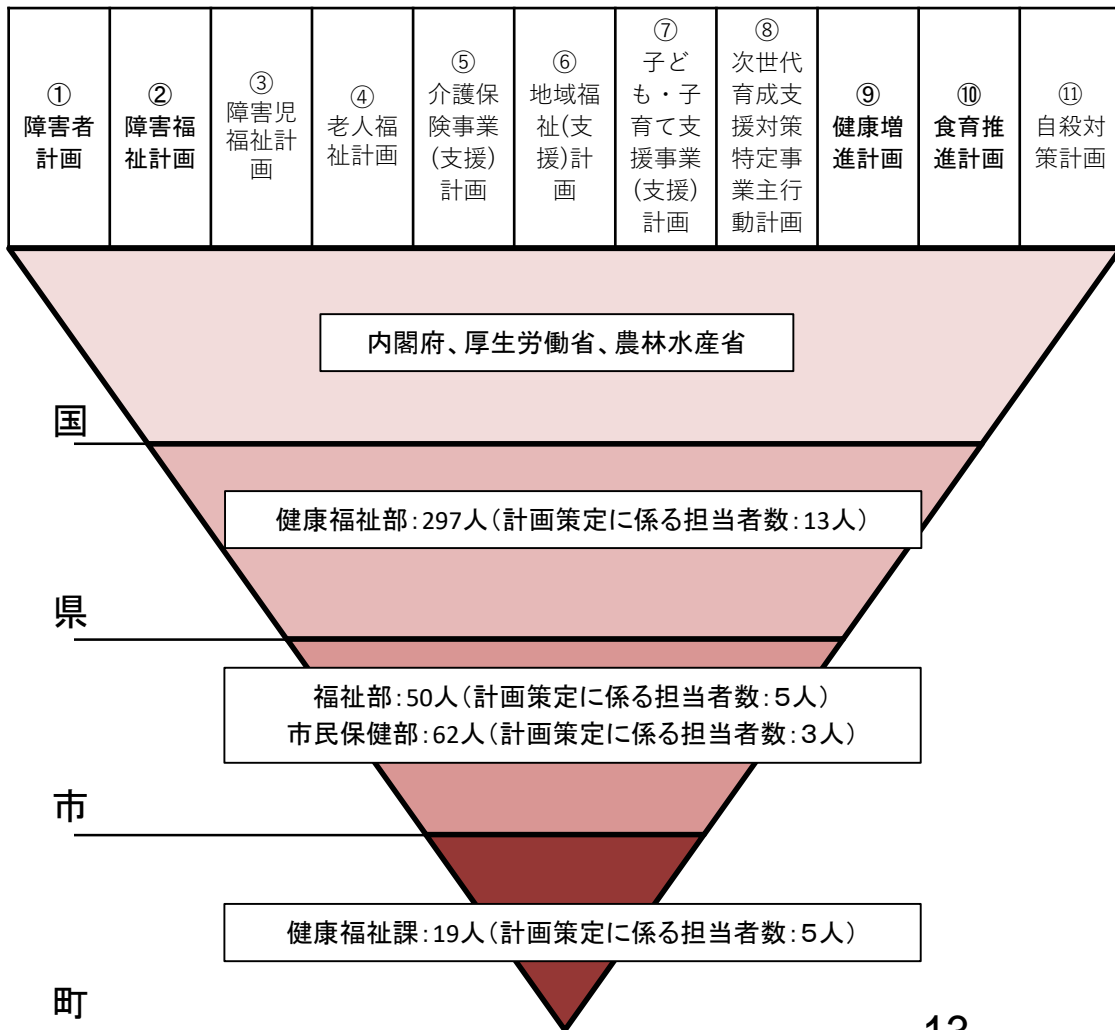 ①
障害者
計画
②
障害福
祉計画
③
障害児
福祉計
画
④
老人福
祉計画
⑤
介護保
険事業
(支援)
計画
⑥
地域福
祉(支
援)計
画
⑦
子ど
も・子
育て支
援事業
(支援)
計画
⑧
次世代
育成支
援対策
特定事
業主行
動計画
⑨
健康増
進計画
⑩
食育推
進計画
⑪
自殺対
策計画
内閣府、厚生労働省、農林水産省
国
健康福祉部：297人（計画策定に係る担当者数：13人）
県
福祉部：50人（計画策定に係る担当者数：５人）
市民保健部：62人（計画策定に係る担当者数：３人）
市
健康福祉課：19人（計画策定に係る担当者数：５人）
町